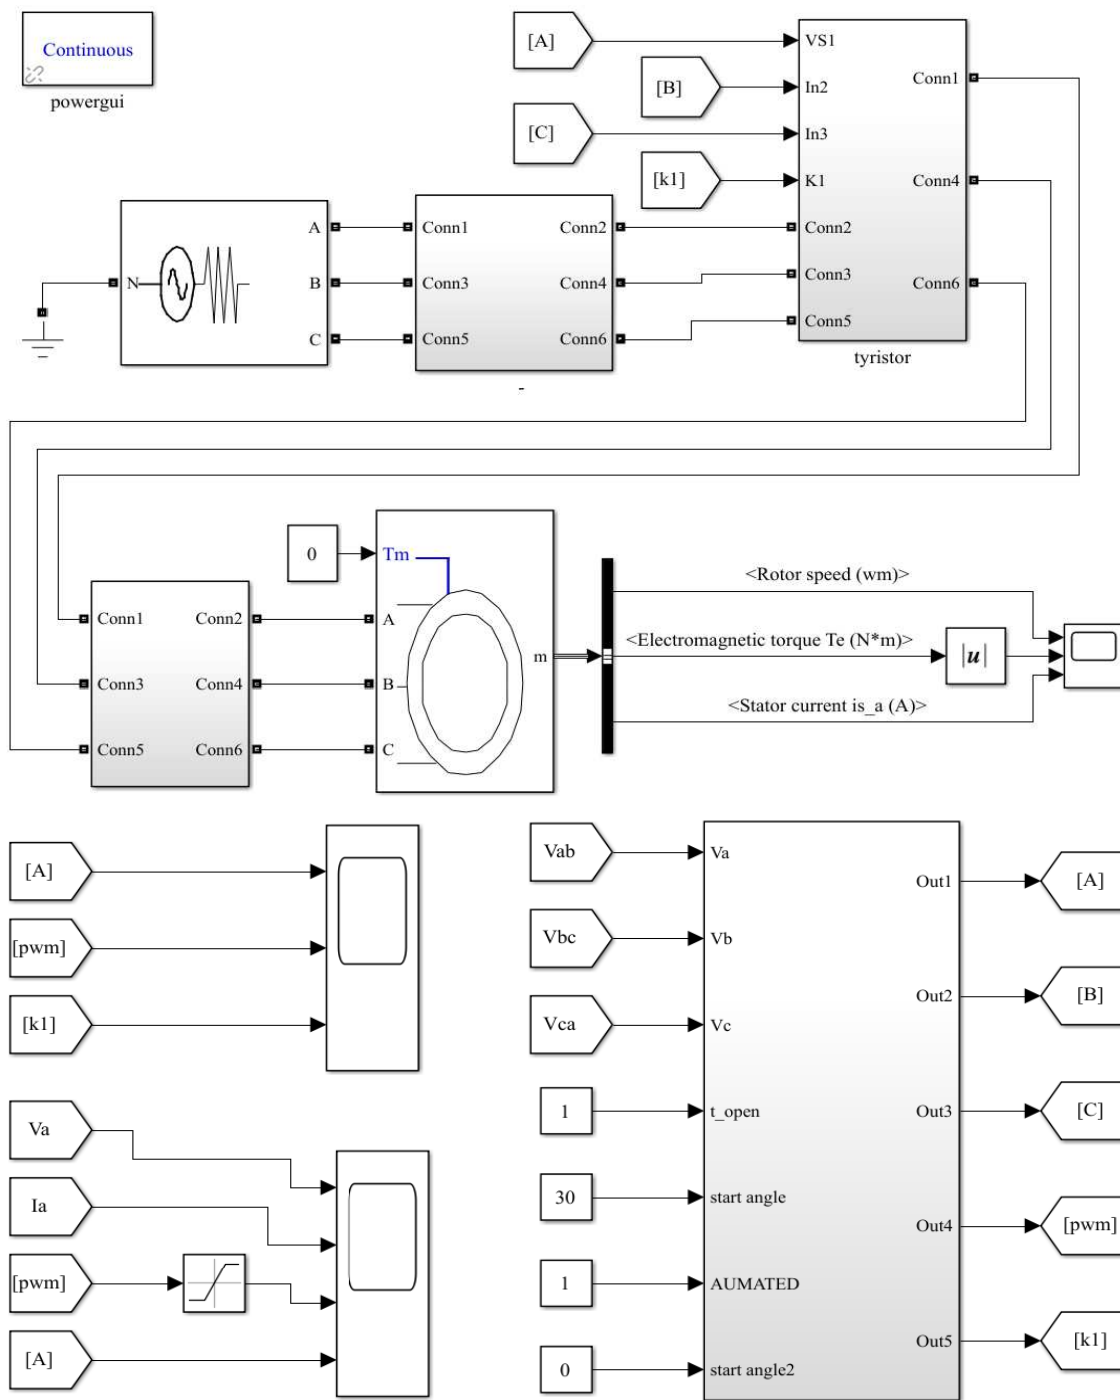 Continuous
powergui
[A]
[B]
[C]
[k1]
VS1
In2
In3
K1
Conn2
Conn3
Conn5
Conn1
Conn4
Conn6
tyristor
N
A
B
C
Conn1
Conn3
Conn5
Conn2
Conn4
Conn6
-
Conn1
Conn3
Conn5
Conn2
Conn4
Conn6
0
Tm
A
B
C
m
<Rotor speed (wm)>
<Electromagnetic torque Te (N*m)>
<Stator current is_a (A)>
|u|
[A]
[pwm]
[k1]
Va
Ia
[pwm]
[A]
Vab
Vbc
Vca
1
30
1
0
Va
Vb
Vc
t_open
start angle
AUMATED
start angle2
Out1
Out2
Out3
Out4
Out5
[A]
[B]
[C]
[pwm]
[k1]